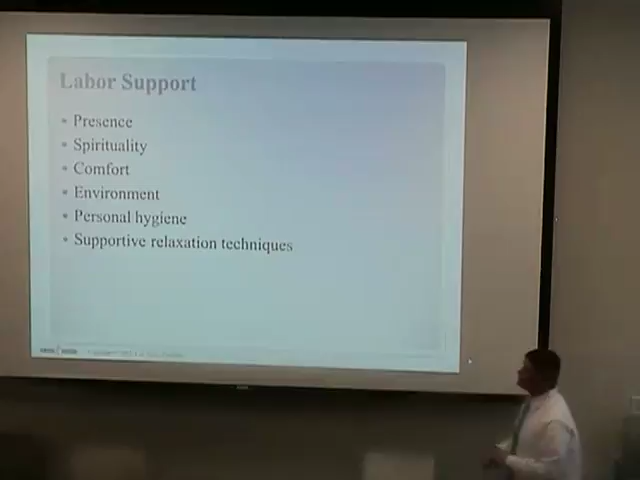 Labor Support
• Presence
• Spirituality
• Comfort
• Environment
• Personal hygiene
• Supportive relaxation techniques